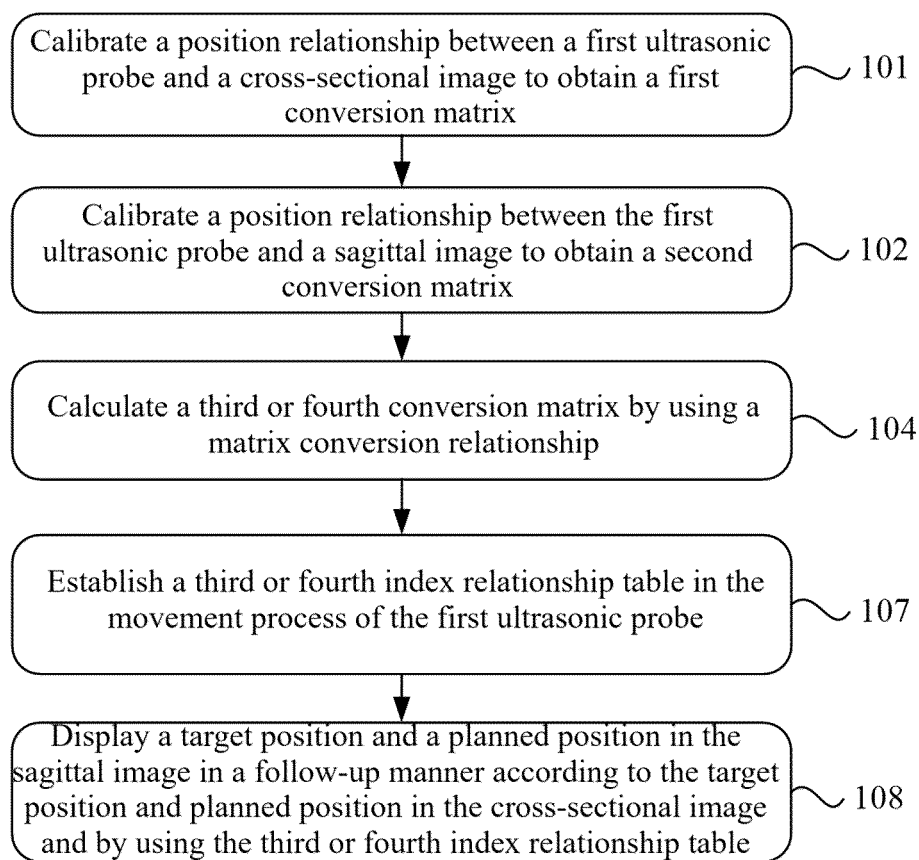 Calibrate a position relationship between a first ultrasonic
probe and a cross-sectional image to obtain a first
conversion matrix
101
Calibrate a position relationship between the first
ultrasonic probe and a sagittal image to obtain a second
conversion matrix
102
Calculate a third or fourth conversion matrix by using a
matrix conversion relationship
104
Establish a third or fourth index relationship table in the
movement process of the first ultrasonic probe
107
Display a target position and a planned position in the
sagittal image in a follow-up manner according to the target
position and planned position in the cross-sectional image
and by using the third or fourth index relationship table
108